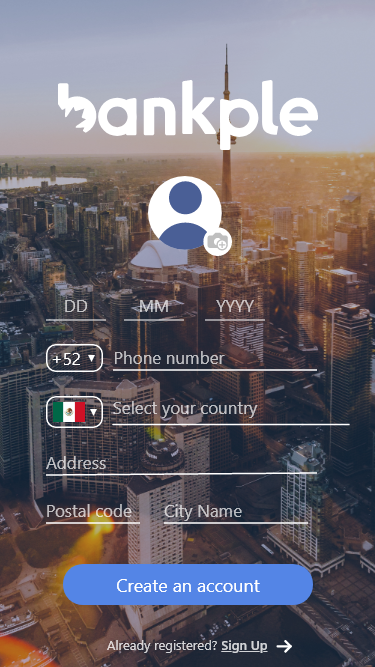 bankple
DD MM YYYY
+52 ▼ Phone number
▼ Select your country
Address
Postal code City Name
Create an account
Already registered? Sign Up →